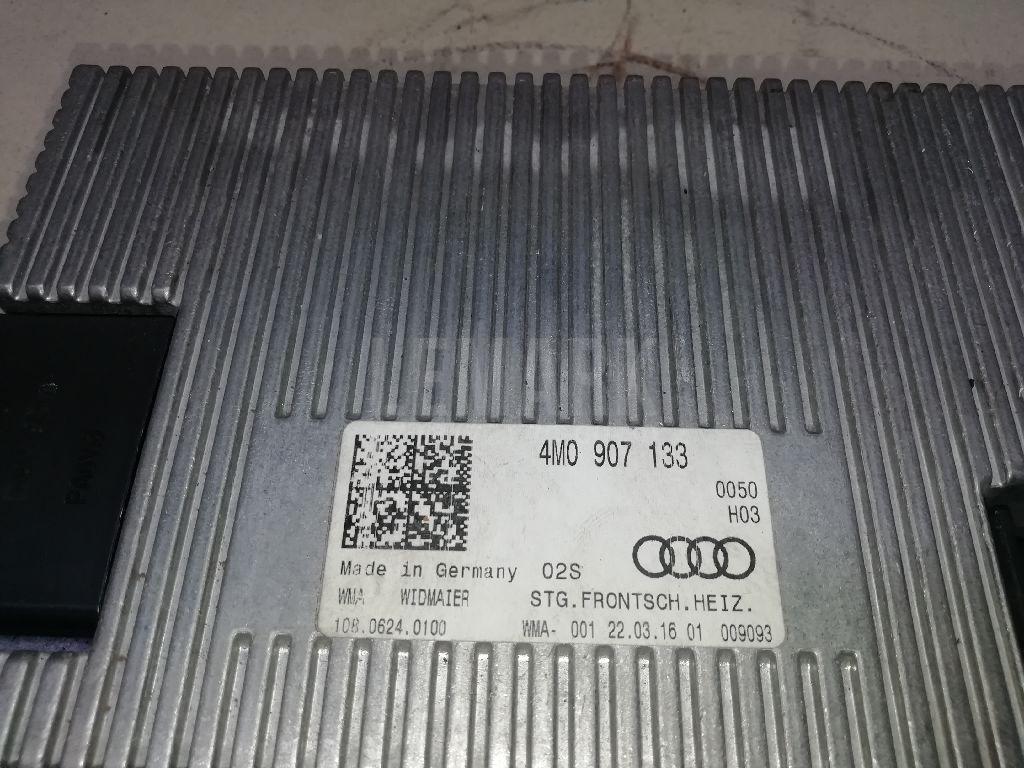 LEMARK
4M0 907 133
0050
H03
Made in Germany 02S
WMA WIDMAIER STG.FRONTSCH.HEIZ.
108.0624.0100 WMA- 001 22.03.16 01 009093